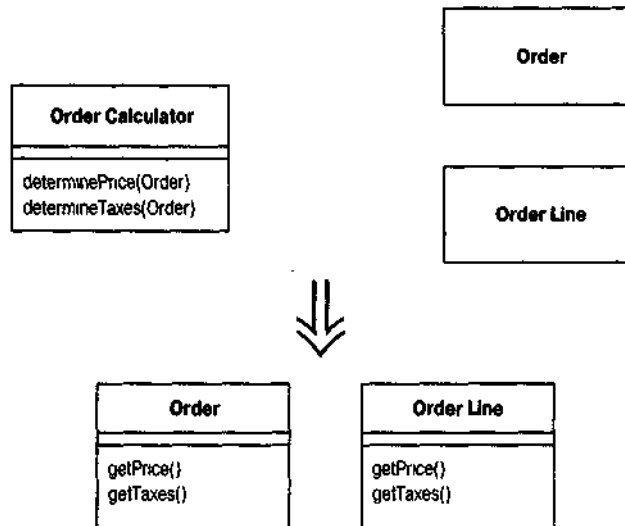 Order
Order Calculator
determinePrice(Order)
determineTaxes(Order)
Order Line
Order
getPrice()
getTaxes()
Order Line
getPrice()
getTaxes()